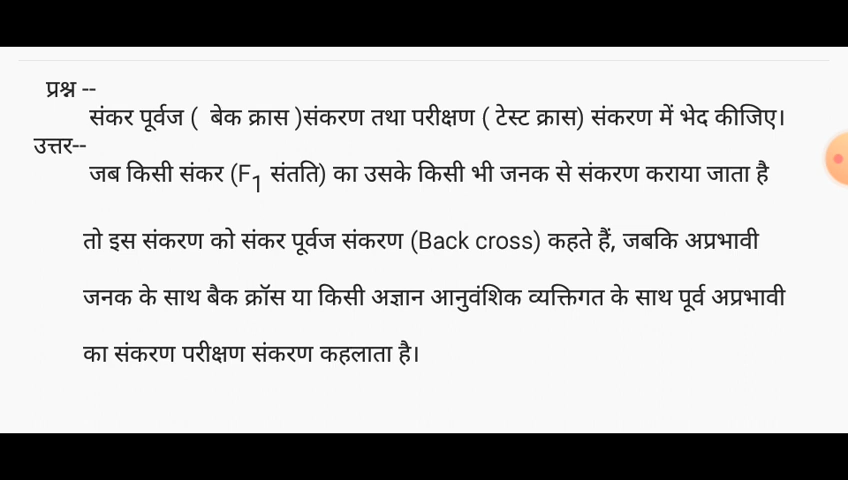 प्रश्न --
संकर पूर्वज ( बेक क्रास )संकरण तथा परीक्षण ( टेस्ट क्रास) संकरण में भेद कीजिए।
उत्तर--
जब किसी संकर (F1 संतति) का उसके किसी भी जनक से संकरण कराया जाता है
तो इस संकरण को संकर पूर्वज संकरण (Back cross) कहते हैं, जबकि अप्रभावी
जनक के साथ बैक क्रॉस या किसी अज्ञान आनुवंशिक व्यक्तिगत के साथ पूर्व अप्रभावी
का संकरण परीक्षण संकरण कहलाता है।